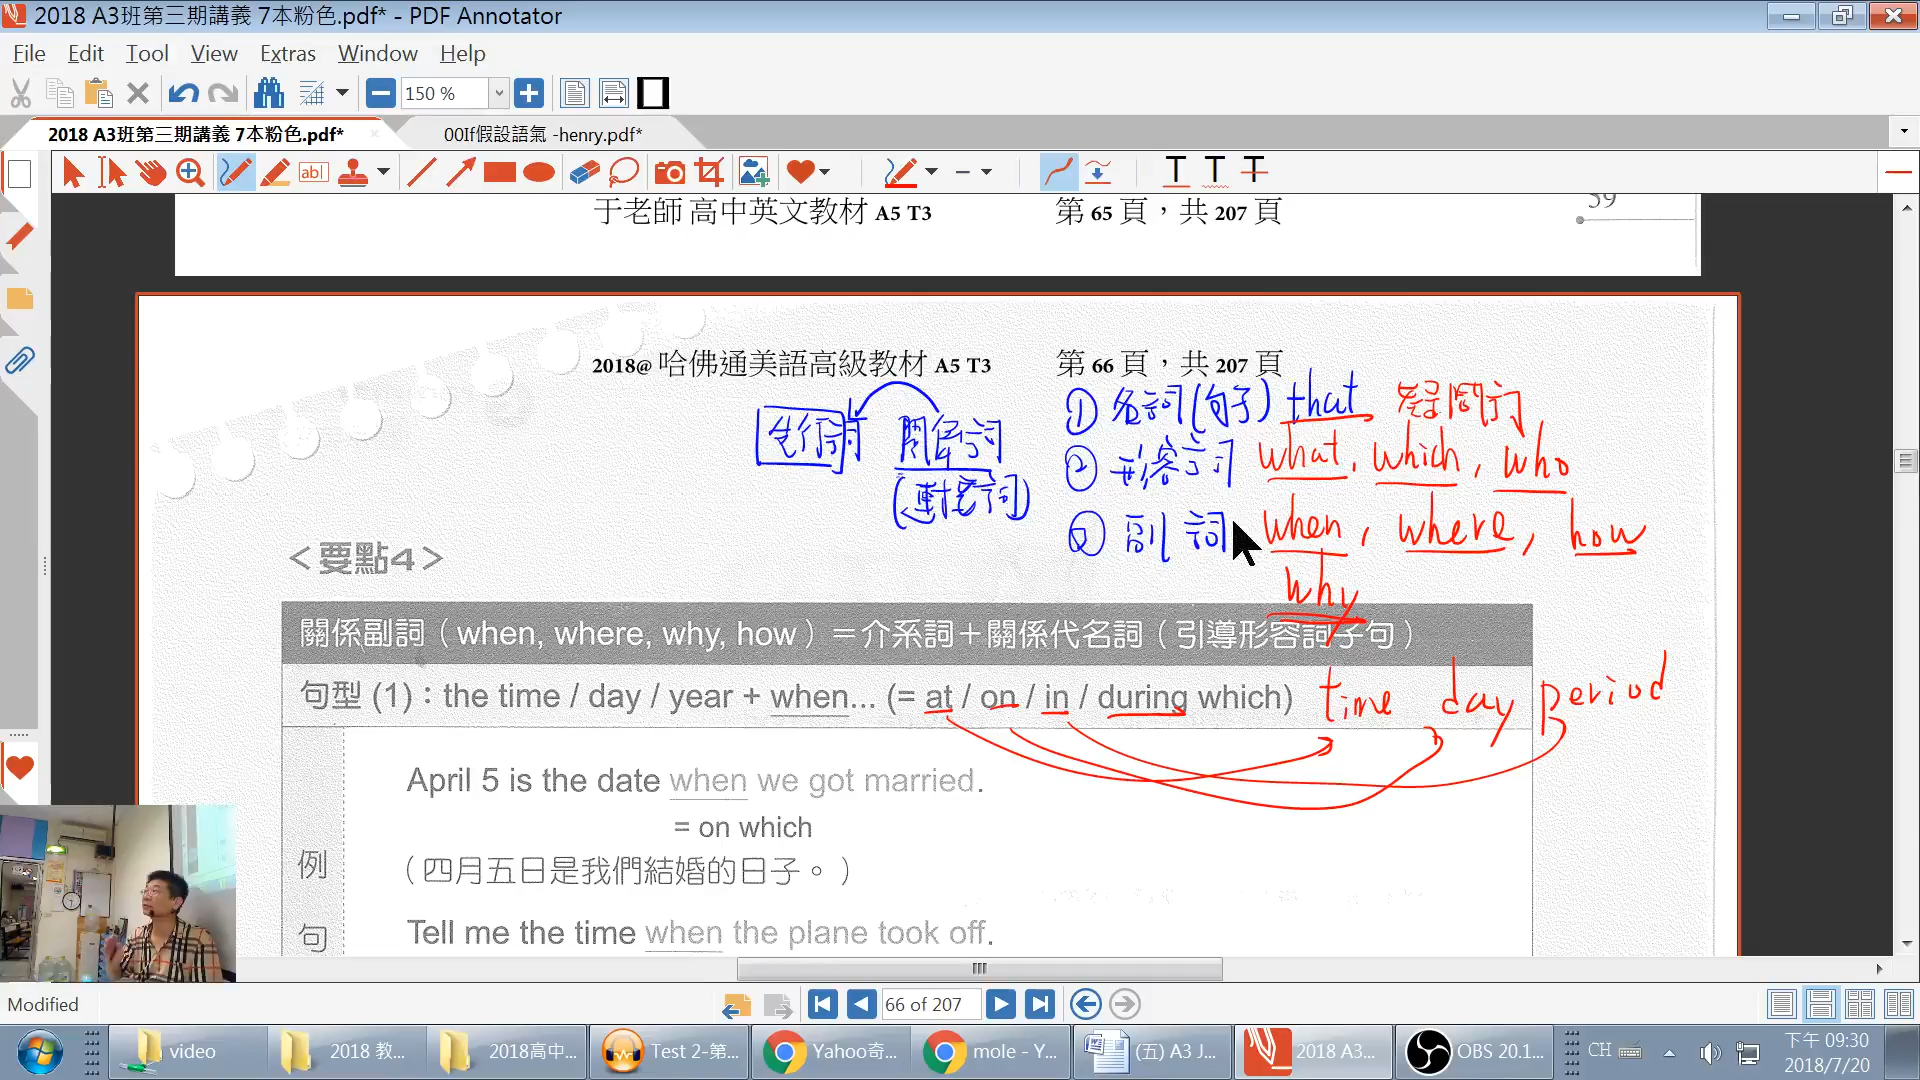 2018 A3班第三期講義 7本粉色.pdf* - PDF Annotator
File Edit Tool View Extras Window Help
150 %
2018 A3班第三期講義 7本粉色.pdf*
00If假設語氣 -henry.pdf*
于老師 高中英文教材 A5 T3 第 65 頁，共 207 頁
59
2018@ 哈佛通美語高級教材 A5 T3 第 66 頁，共 207 頁
先行詞 關係詞
(連接詞)
① 名詞(句子) that 疑問詞
② 形容詞 what, which, who
副詞 when, where, how
why
<要點4>
關係副詞（when, where, why, how）＝介系詞＋關係代名詞（引導形容詞子句）
句型 (1)：the time / day / year + when... (= at / on / in / during which) time day period
April 5 is the date when we got married.
= on which
（四月五日是我們結婚的日子。）
例
句
Tell me the time when the plane took off.
Modified
66 of 207
video
2018 教...
2018高中...
Test 2-第...
Yahoo奇...
mole - Y...
(五) A3 J...
2018 A3...
OBS 20.1...
CH
下午 09:30
2018/7/20